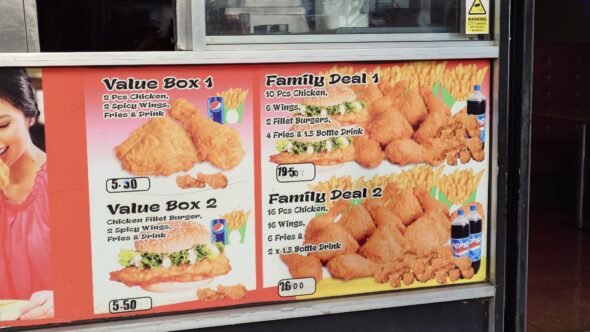 Value Box 1
2 Pcs Chicken,
2 Spicy Wings,
Fries & Drink
5.50
Value Box 2
Chicken Fillet Burger,
2 Spicy Wings,
Fries & Drink
5.50
Family Deal 1
10 Pcs Chicken,
6 Wings,
2 Fillet Burgers,
4 Fries & 1.5 Bottle Drink
19.50
Family Deal 2
16 Pcs Chicken,
16 Wings,
6 Fries &
2 x 1.5 Bottle Drink
26.00
WARNING
pepsi